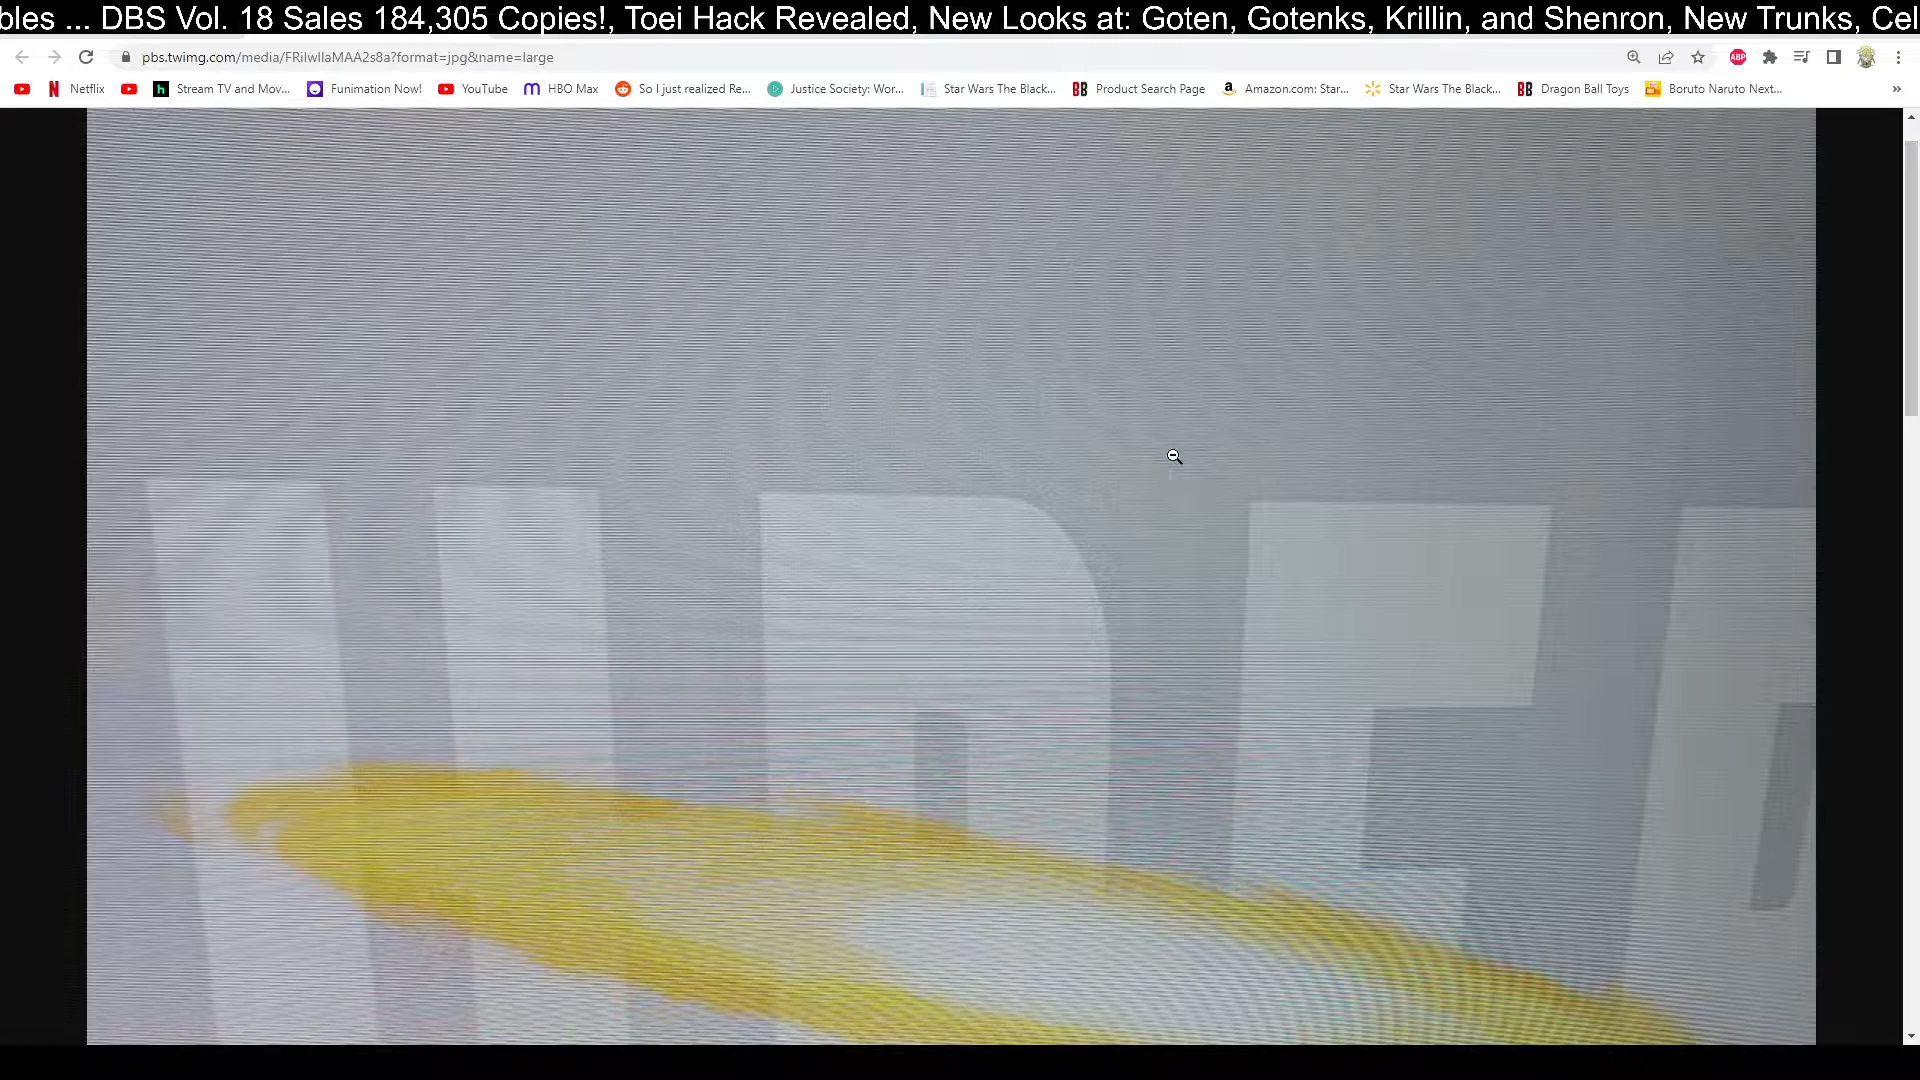 bles ... DBS Vol. 18 Sales 184,305 Copies!, Toei Hack Revealed, New Looks at: Goten, Gotenks, Krillin, and Shenron, New Trunks, Cel
pbs.twimg.com/media/FRilwllaMAA2s8a?format=jpg&name=large
ABP
Netflix
Stream TV and Mov...
Funimation Now!
YouTube
HBO Max
So I just realized Re...
Justice Society: Wor...
Star Wars The Black...
Product Search Page
Amazon.com: Star...
Star Wars The Black...
Dragon Ball Toys
Boruto Naruto Next...